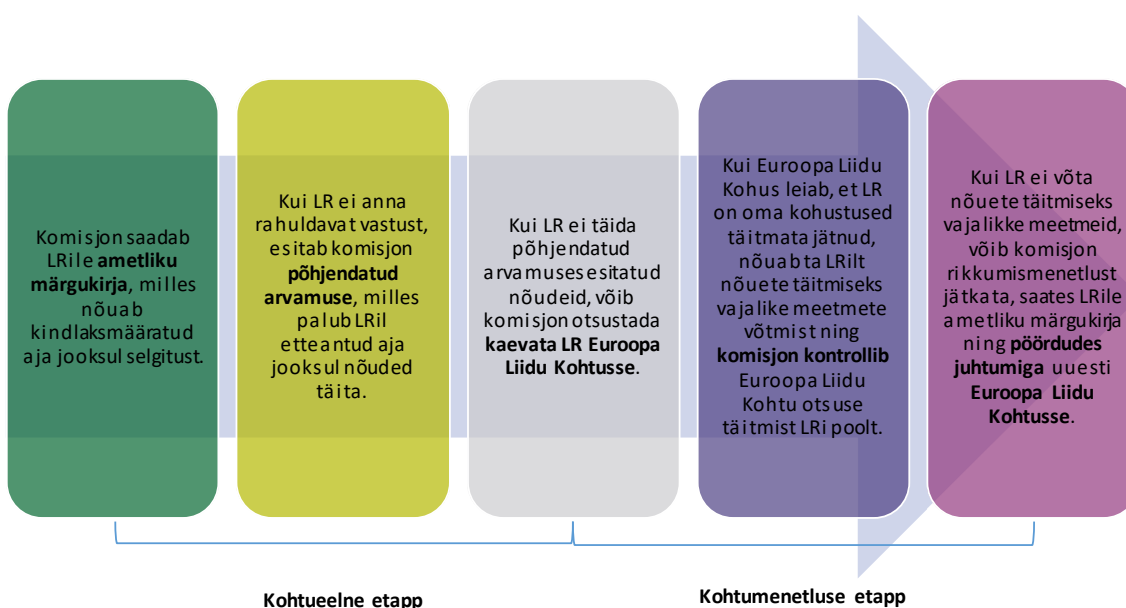 Komisjon saadab
LRile ametliku
märgukirja, milles
nõuab
kindlaksmääratud
aja jooksul selgitust.
Kui LR ei anna
rahuldavat vastust,
esitab komisjon
põhjendatud
arvamuse, milles
palub LRil
etteantud aja
jooksul nõuded
täita.
Kui LR ei täida
põhjendatud
arvamuses esitatud
nõudeid, võib
komisjon otsustada
kaevata LR Euroopa
Liidu Kohtusse.
Kui Euroopa Liidu
Kohus leiab, et LR
on oma kohustused
täitmata jätnud,
nõuab ta LRilt
nõuete täitmiseks
vajalike meetmete
võtmist ning
komisjon kontrollib
Euroopa Liidu
Kohtu otsuse
täitmist LRi poolt.
Kui LR ei võta
nõuete täitmiseks
vajalikke meetmeid,
võib komisjon
rikkumismenetlust
jätkata, saates LRile
ametliku märgukirja
ning pöördudes
juhtumiga uuesti
Euroopa Liidu
Kohtusse.
Kohtueelne etapp
Kohtumenetluse etapp